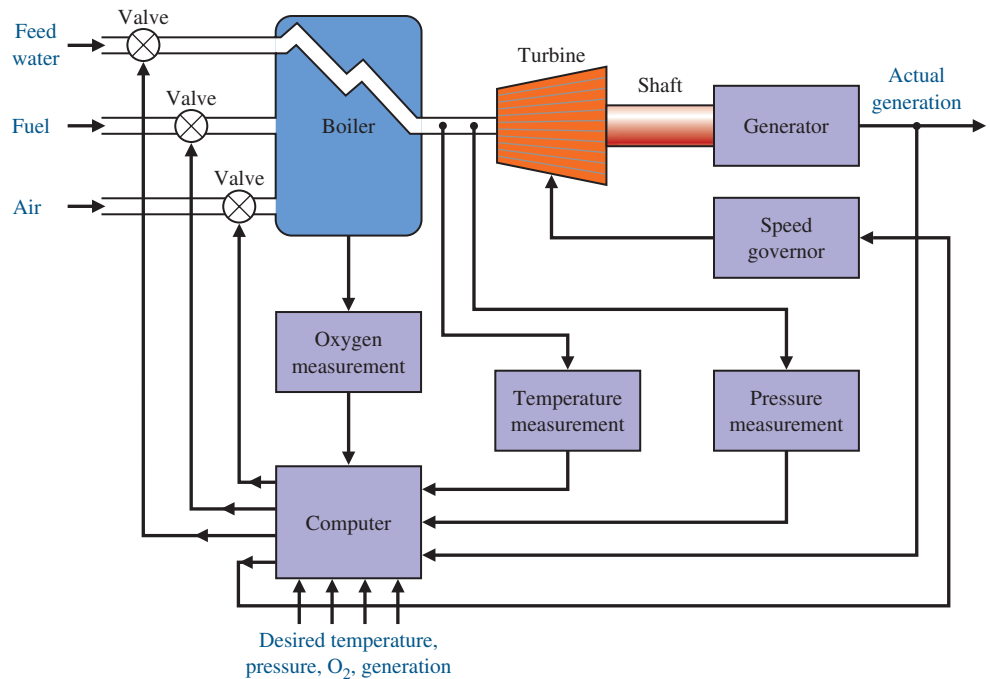 Valve
Feed
water
Valve
Fuel
Valve
Air
Boiler
Turbine
Shaft
Generator
Actual
generation
Speed
governor
Oxygen
measurement
Temperature
measurement
Pressure
measurement
Computer
Desired temperature,
pressure, O₂, generation